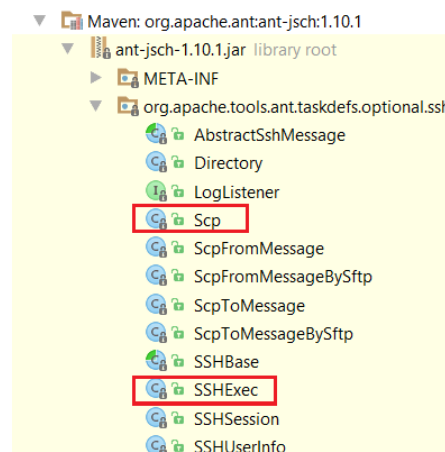 Maven: org.apache.ant:ant-jsch:1.10.1
ant-jsch-1.10.1.jar library root
META-INF
org.apache.tools.ant.taskdefs.optional.ssh
AbstractSshMessage
Directory
LogListener
Scp
ScpFromMessage
ScpFromMessageBySftp
ScpToMessage
ScpToMessageBySftp
SSHBase
SSHExec
SSHSession
SSHUserInfo